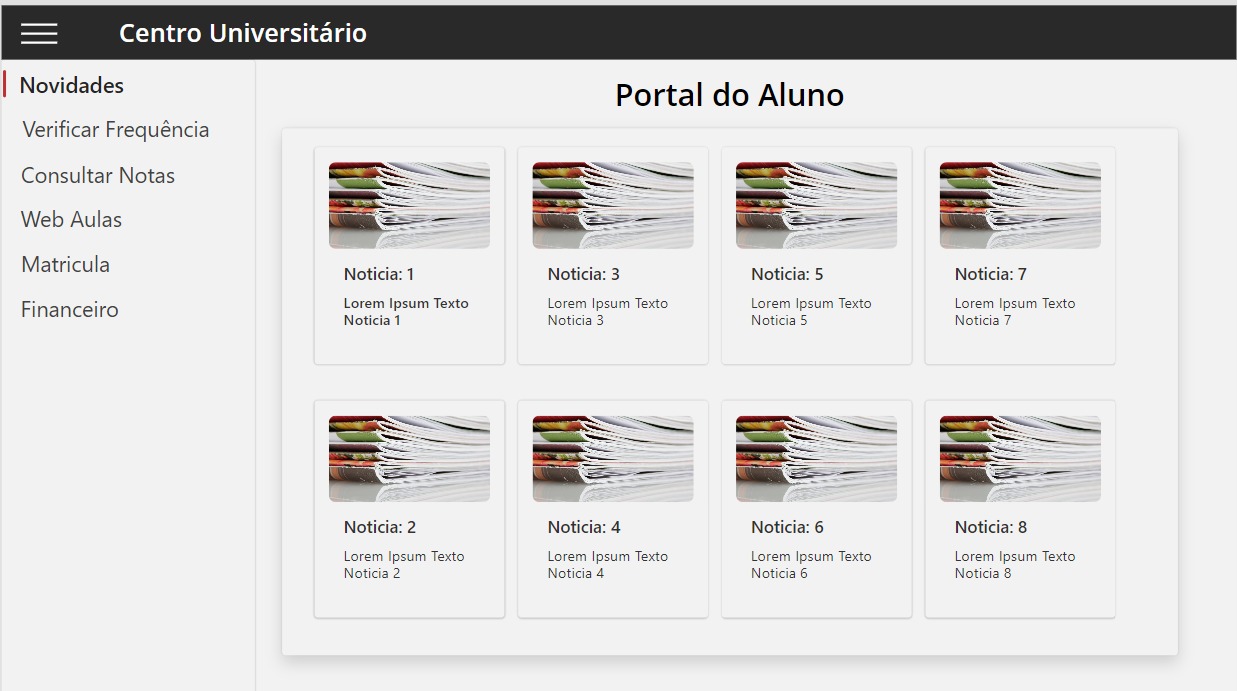 Centro Universitário
Novidades
Verificar Frequência
Consultar Notas
Web Aulas
Matricula
Financeiro
Portal do Aluno
Noticia: 1
Lorem Ipsum Texto
Noticia 1
Noticia: 3
Lorem Ipsum Texto
Noticia 3
Noticia: 5
Lorem Ipsum Texto
Noticia 5
Noticia: 7
Lorem Ipsum Texto
Noticia 7
Noticia: 2
Lorem Ipsum Texto
Noticia 2
Noticia: 4
Lorem Ipsum Texto
Noticia 4
Noticia: 6
Lorem Ipsum Texto
Noticia 6
Noticia: 8
Lorem Ipsum Texto
Noticia 8